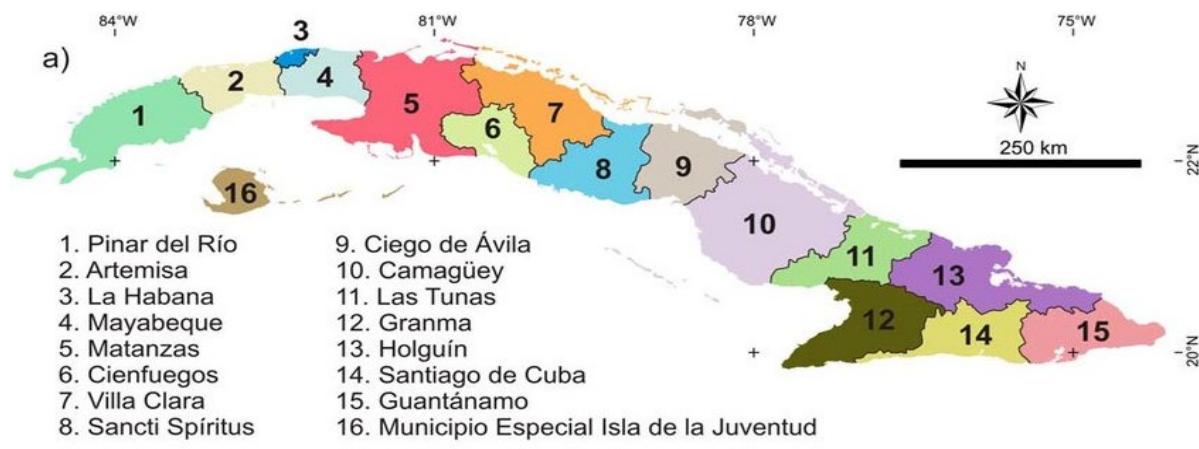 84°W 81°W 78°W 75°W
a)
3
2
4
1
5
7
6
8
9
16
10
11
13
12
14
15
N
250 km
22°N
20°N
1. Pinar del Río
2. Artemisa
3. La Habana
4. Mayabeque
5. Matanzas
6. Cienfuegos
7. Villa Clara
8. Sancti Spíritus
9. Ciego de Ávila
10. Camagüey
11. Las Tunas
12. Granma
13. Holguín
14. Santiago de Cuba
15. Guantánamo
16. Municipio Especial Isla de la Juventud